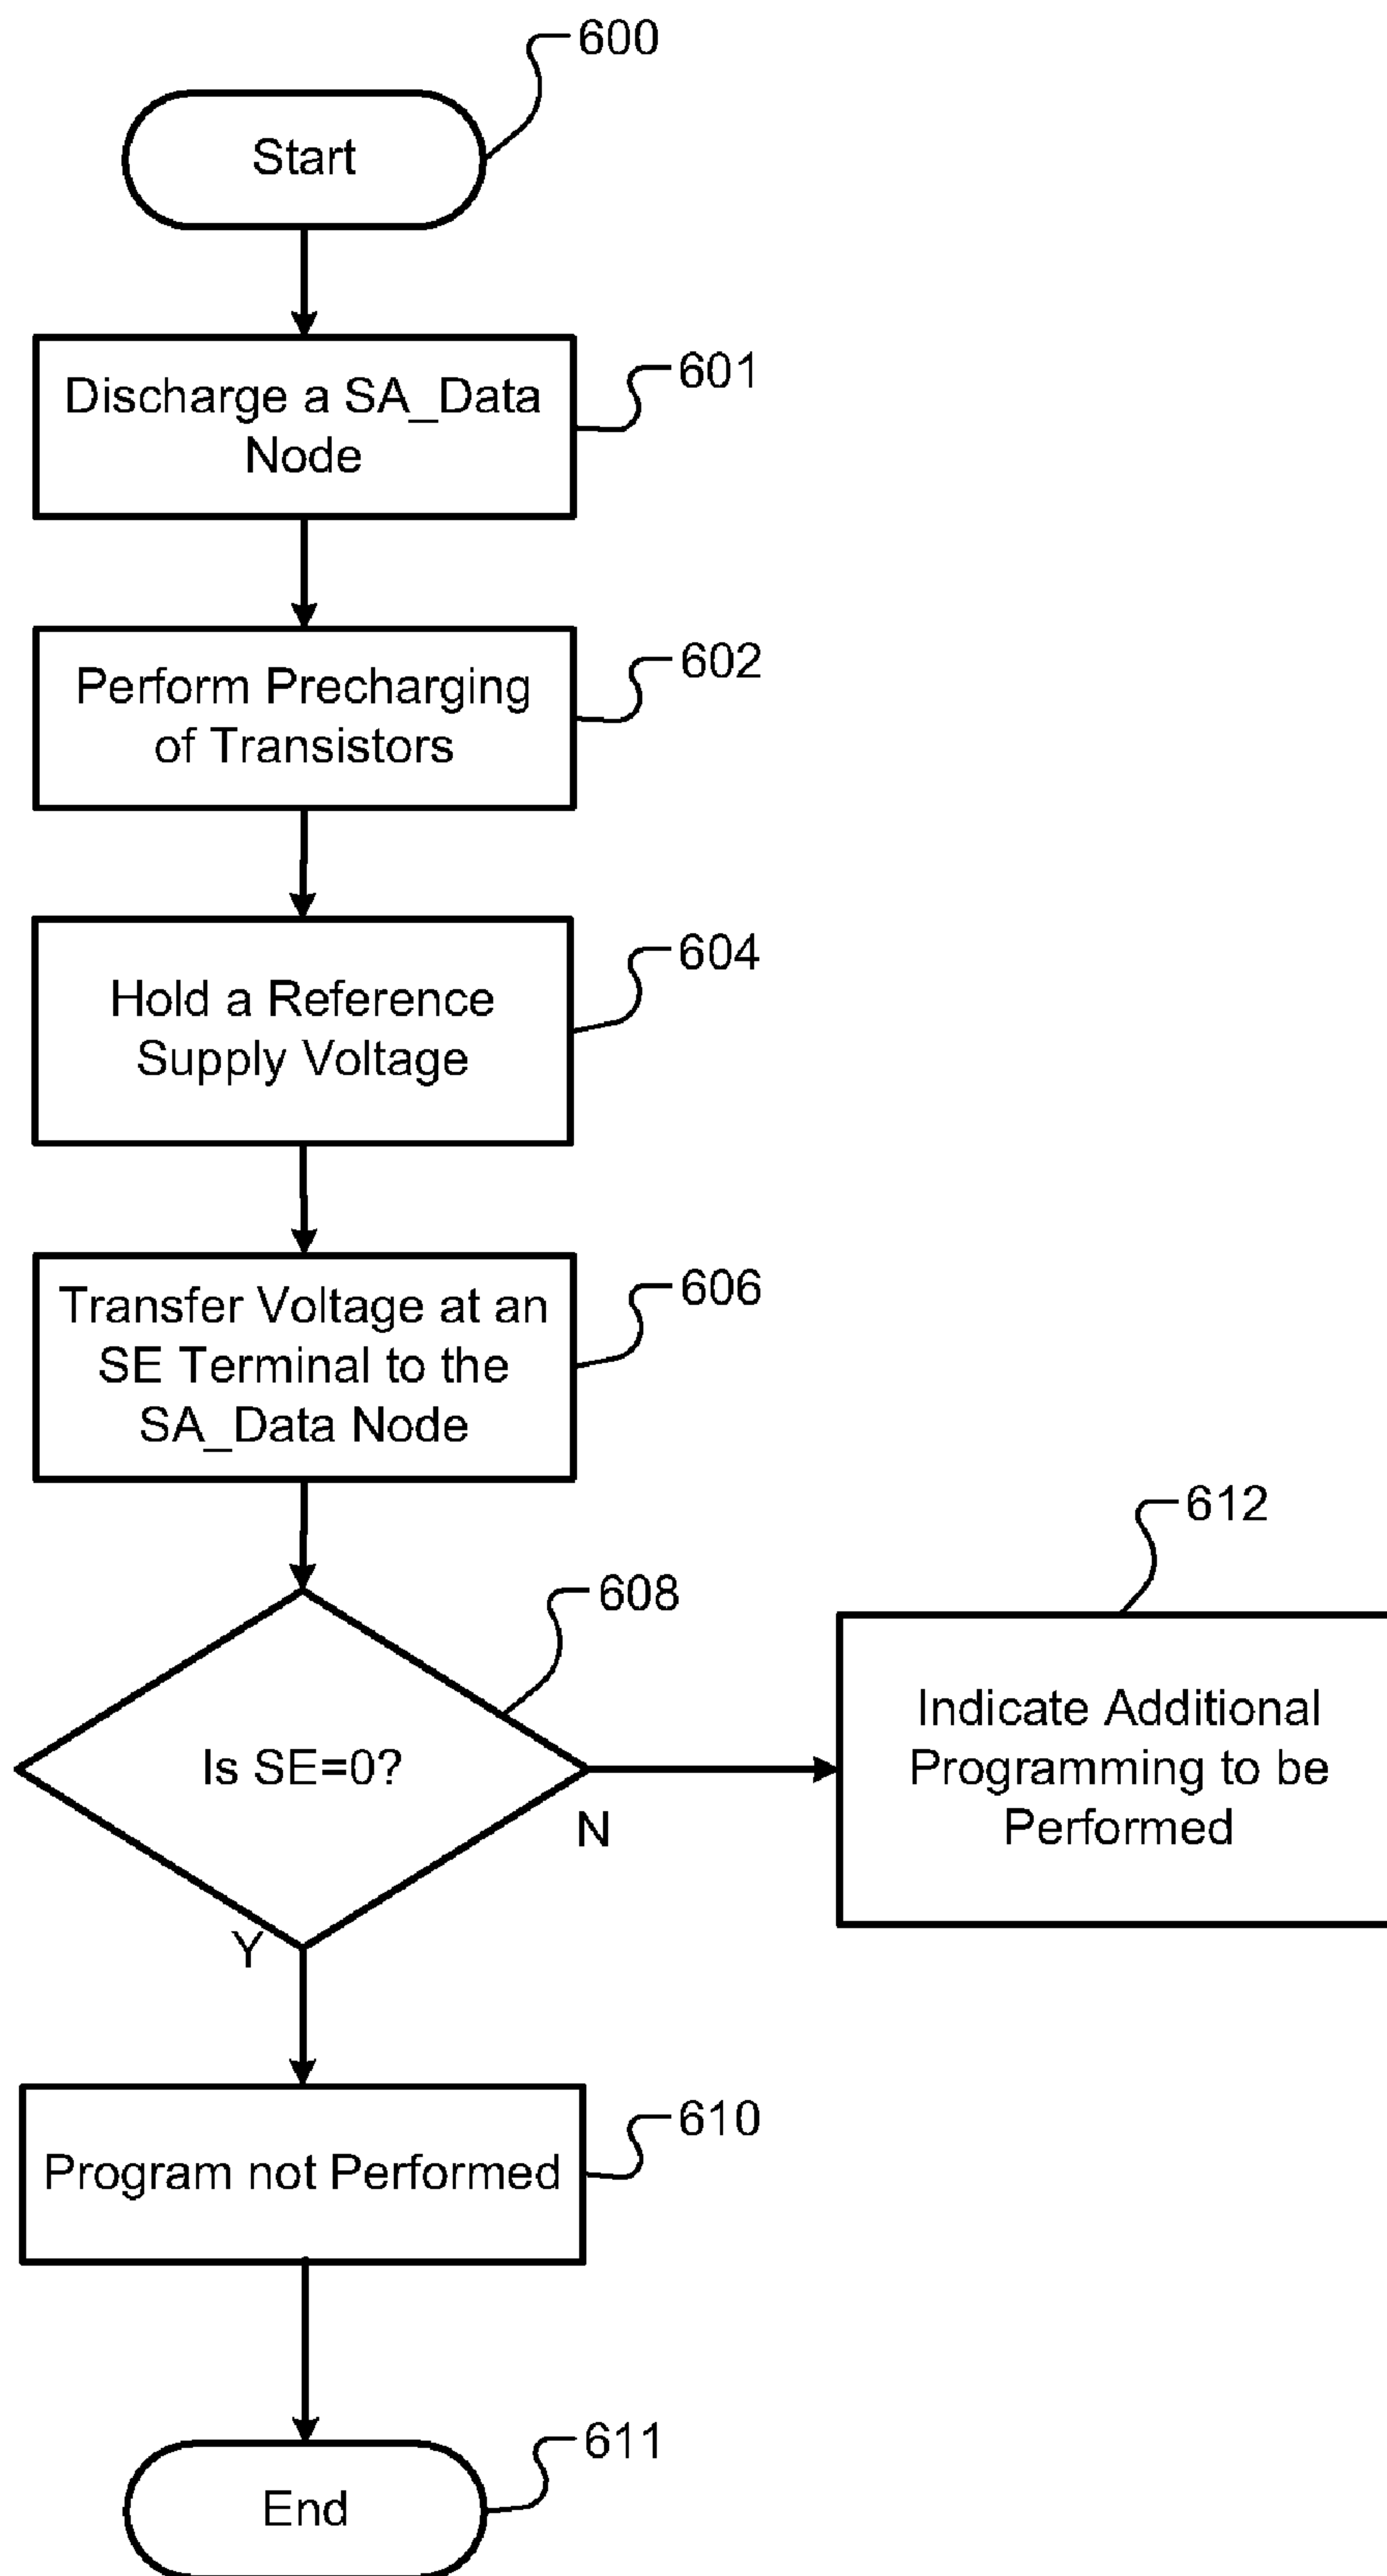 600
Start
601
Discharge a SA_Data
Node
602
Perform Precharging
of Transistors
604
Hold a Reference
Supply Voltage
606
Transfer Voltage at an
SE Terminal to the
SA_Data Node
608
Is SE=0?
N
Y
612
Indicate Additional
Programming to be
Performed
610
Program not Performed
611
End